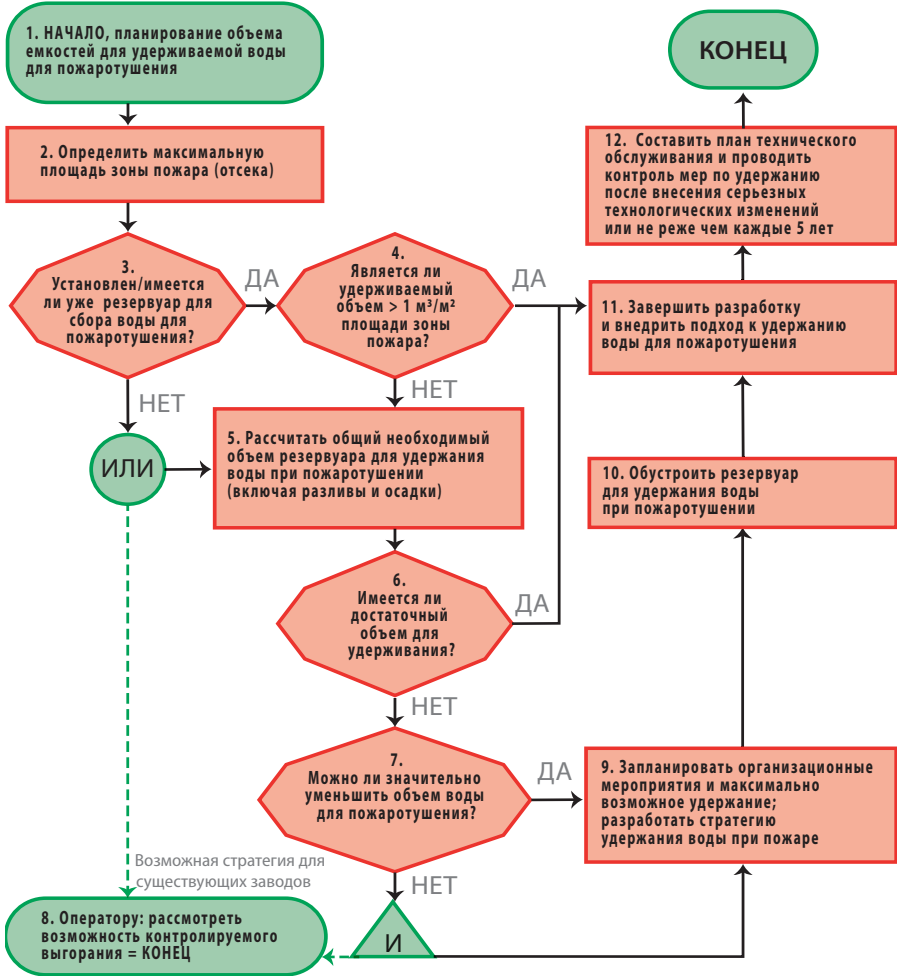 1. НАЧАЛО, планирование объема
емкостей для удерживаемой воды
для пожаротушения
КОНЕЦ
2. Определить максимальную
площадь зоны пожара (отсека)
12. Составить план технического
обслуживания и проводить
контроль мер по удержанию
после внесения серьезных
технологических изменений
или не реже чем каждые 5 лет
3.
Установлен/имеется
ли уже резервуар для
сбора воды для
пожаротушения?
ДА
4.
Является ли
удерживаемый
объем > 1 м³/м²
площади зоны
пожара?
ДА
11. Завершить разработку
и внедрить подход к удержанию
воды для пожаротушения
НЕТ
НЕТ
ИЛИ
5. Рассчитать общий необходимый
объем резервуара для удержания
воды при пожаротушении
(включая разливы и осадки)
10. Обустроить резервуар
для удержания воды
при пожаротушении
6.
Имеется ли
достаточный
объем для
удерживания?
ДА
НЕТ
7.
Можно ли значительно
уменьшить объем воды
для пожаротушения?
ДА
9. Запланировать организационные
мероприятия и максимально
возможное удержание;
разработать стратегию
удержания воды при пожаре
Возможная стратегия для
существующих заводов
НЕТ
8. Оператору: рассмотреть
возможность контролируемого
выгорания = КОНЕЦ
И